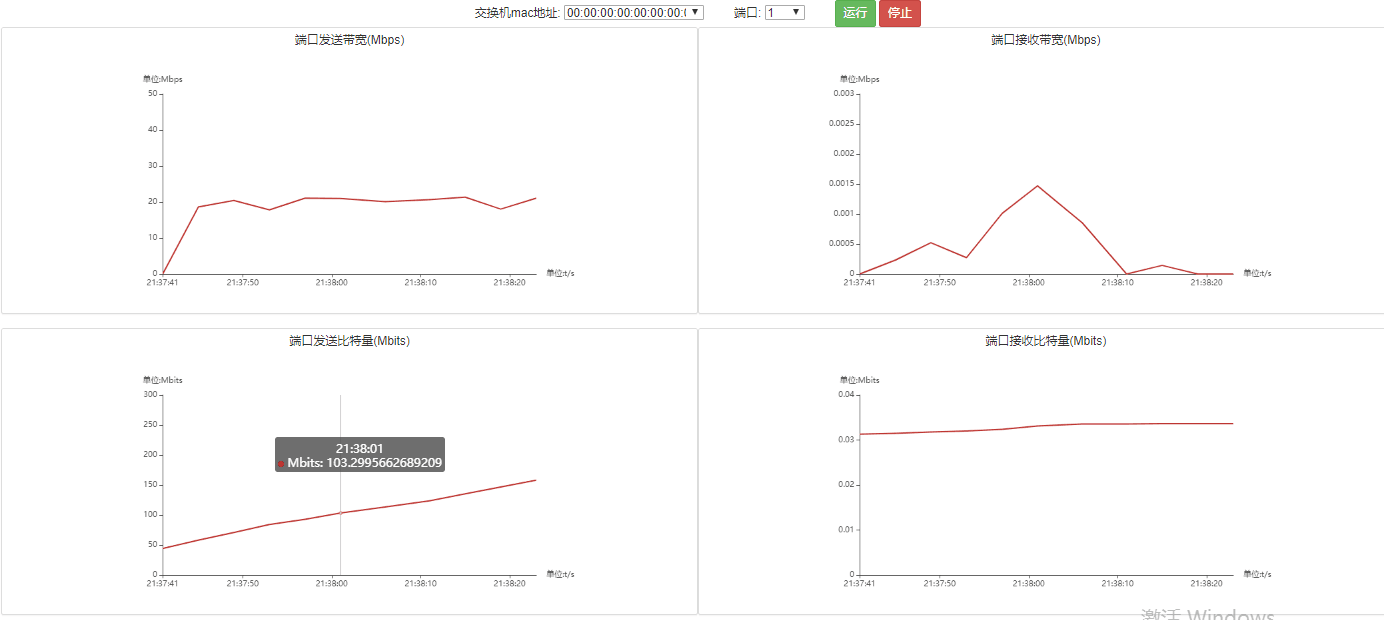 交换机mac地址: 00:00:00:00:00:00:00:( 端口: 1 运行 停止
端口发送带宽(Mbps)
单位:Mbps
50
40
30
20
10
0
21:37:41 21:37:50 21:38:00 21:38:10 21:38:20
单位:t/s
端口接收带宽(Mbps)
单位:Mbps
0.003
0.0025
0.002
0.0015
0.001
0.0005
0
21:37:41 21:37:50 21:38:00 21:38:10 21:38:20
单位:t/s
端口发送比特量(Mbits)
单位:Mbits
300
250
200
150
100
50
0
21:38:01
Mbits: 103.2995662689209
21:37:41 21:37:50 21:38:00 21:38:10 21:38:20
单位:t/s
端口接收比特量(Mbits)
单位:Mbits
0.04
0.03
0.02
0.01
0
21:37:41 21:37:50 21:38:00 21:38:10 21:38:20
单位:t/s
激活 Windows